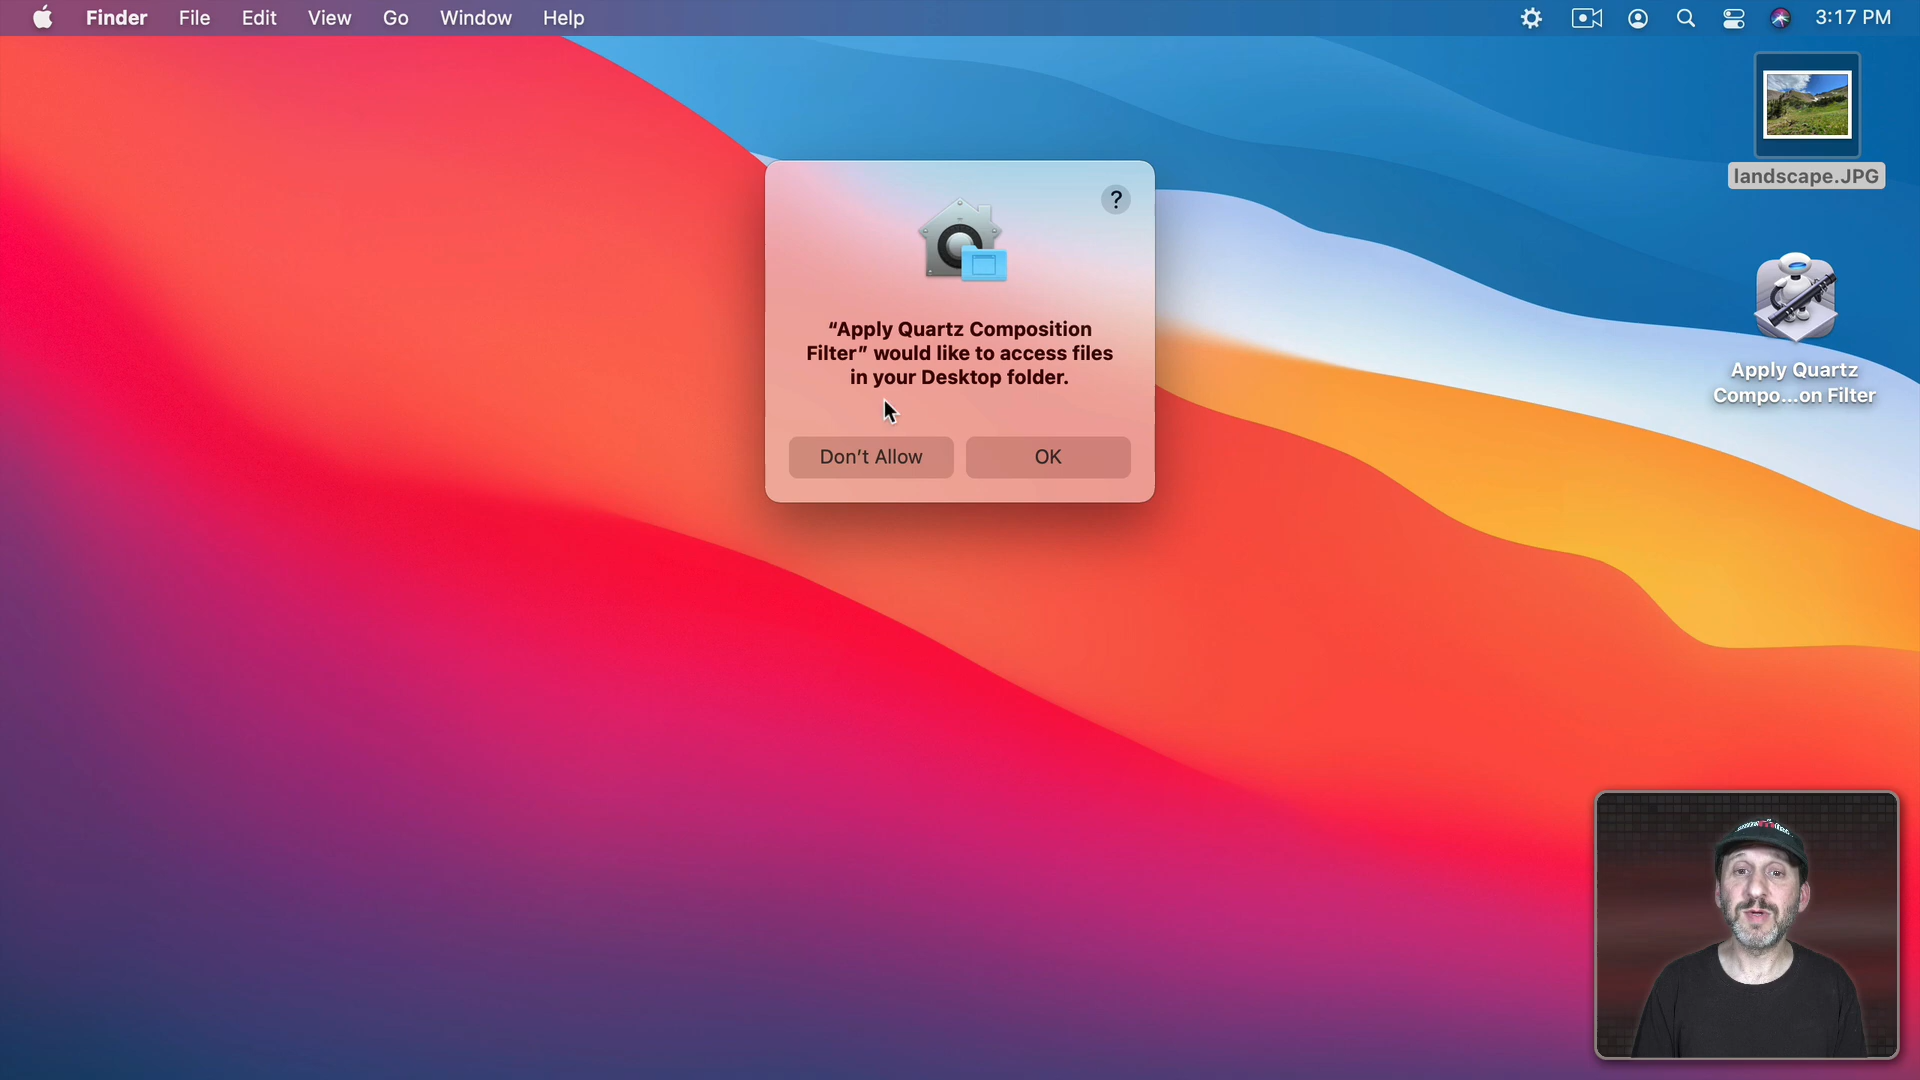 Finder File Edit View Go Window Help 3:17 PM
landscape.JPG
?
“Apply Quartz Composition
Filter” would like to access files
in your Desktop folder.
Don’t Allow OK
Apply Quartz
Compo...on Filter